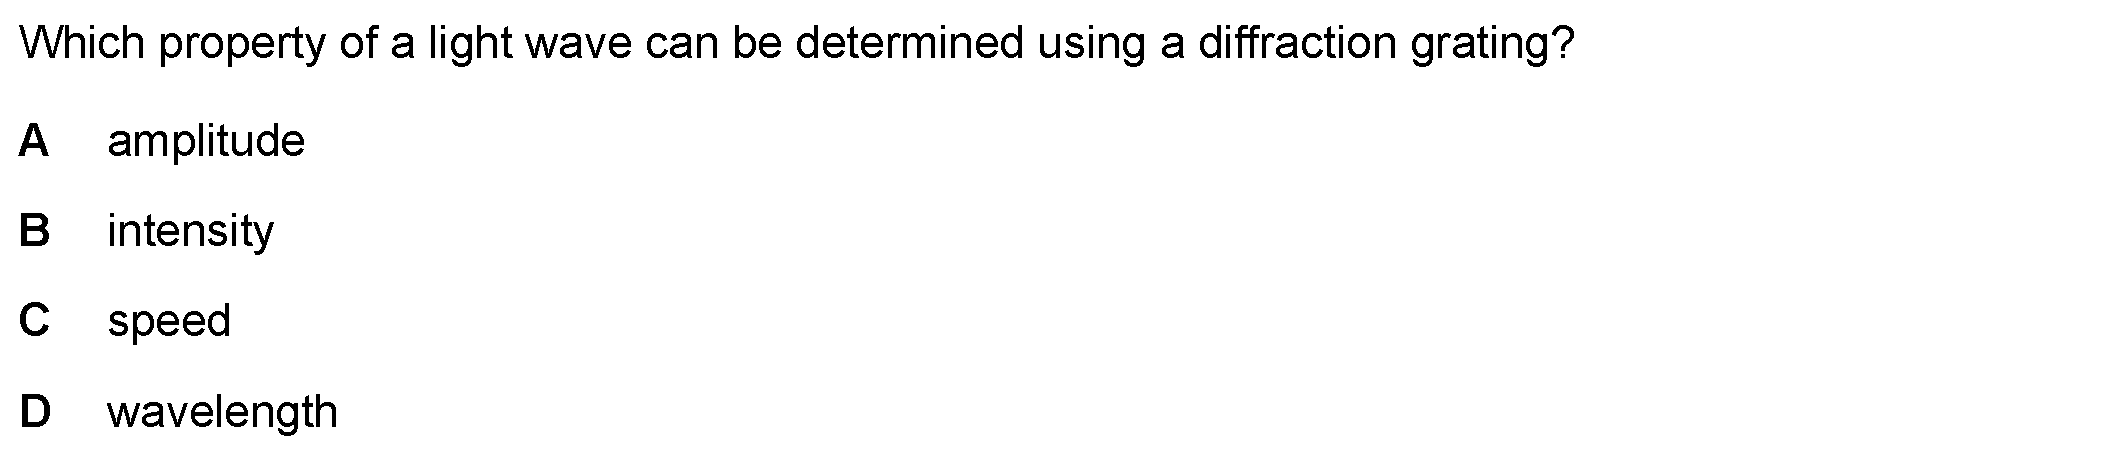 Which property of a light wave can be determined using a diffraction grating?
A amplitude
B intensity
C speed
D wavelength